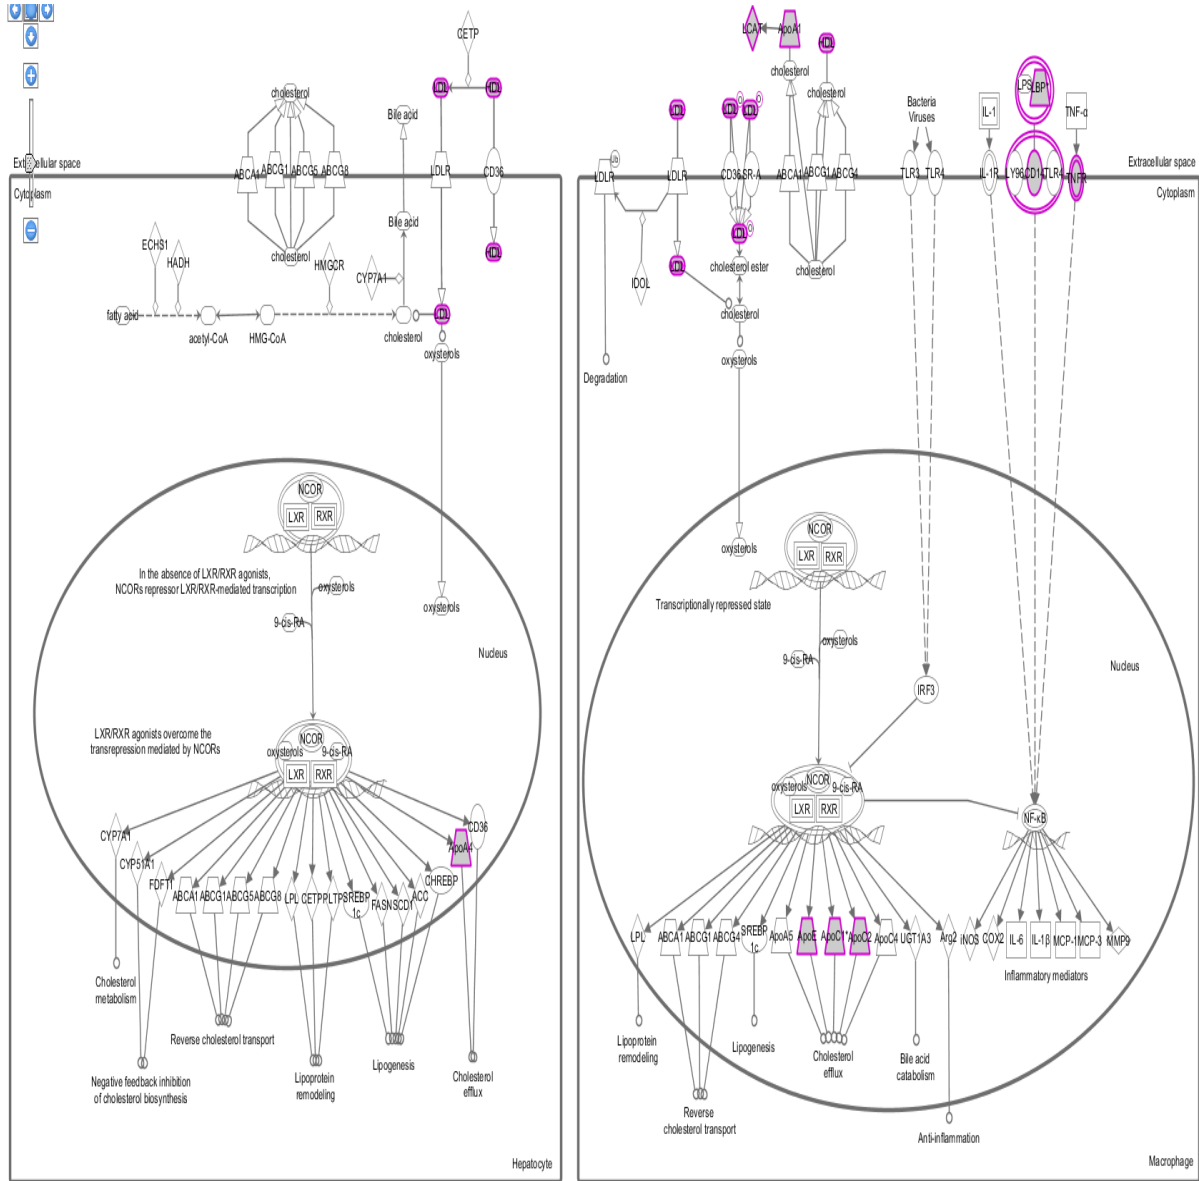 CETP
cholesterol
LDL
HDL
Bile acid
ABCA1
ABCG1
ABCG5
ABCG8
LDLR
CD36
Extracellular space
Cytoplasm
Bile acid
HDL
cholesterol
ECHS1
HADH
HMGCR
CYP7A1
fatty acid
acetyl-CoA
HMG-CoA
cholesterol
LDL
oxysterols
NCOR
LXR
RXR
In the absence of LXR/RXR agonists,
NCORs repressor LXR/RXR-mediated transcription
oxysterols
9-cis-RA
oxysterols
Nucleus
LXR/RXR agonists overcome the
transrepression mediated by NCORs
oxysterols
NCOR
9-cis-RA
LXR
RXR
CYP7A1
CYP51A1
FDFT1
ABCA1
ABCG1
ABCG5
ABCG8
LPL
CETP
PLTP
SREBP
1c
FASN
SCD1
ACC
CHREBP
ApoA4
CD36
Cholesterol
metabolism
Reverse cholesterol transport
Negative feedback inhibition
of cholesterol biosynthesis
Lipoprotein
remodeling
Lipogenesis
Cholesterol
efflux
Hepatocyte
LCAT
ApoA1
HDL
cholesterol
cholesterol
LDL
LDL
O
LDL
O
Bacteria
Viruses
IL-1
LPS
LBP*
TNF-α
Ub
LDLR
LDLR
CD36
SR-A
ABCA1
ABCG1
ABCG4
TLR3
TLR4
IL-1R
LY96
CD14
TLR4
TNFR
Extracellular space
Cytoplasm
LDL
O
LDL
cholesterol ester
cholesterol
IDOL
cholesterol
oxysterols
Degradation
oxysterols
NCOR
LXR
RXR
Transcriptionally repressed state
oxysterols
9-cis-RA
Nucleus
IRF3
oxysterols
NCOR
9-cis-RA
LXR
RXR
NF-κB
LPL
ABCA1
ABCG1
ABCG4
SREBP
1c
ApoA5
ApoE
ApoC1*
ApoC2
ApoC4
UGT1A3
Arg2
iNOS
COX2
IL-6
IL-1β
MCP-1
MCP-3
MMP9
Inflammatory mediators
Lipoprotein
remodeling
Lipogenesis
Cholesterol
efflux
Bile acid
catabolism
Reverse
cholesterol transport
Anti-inflammation
Macrophage